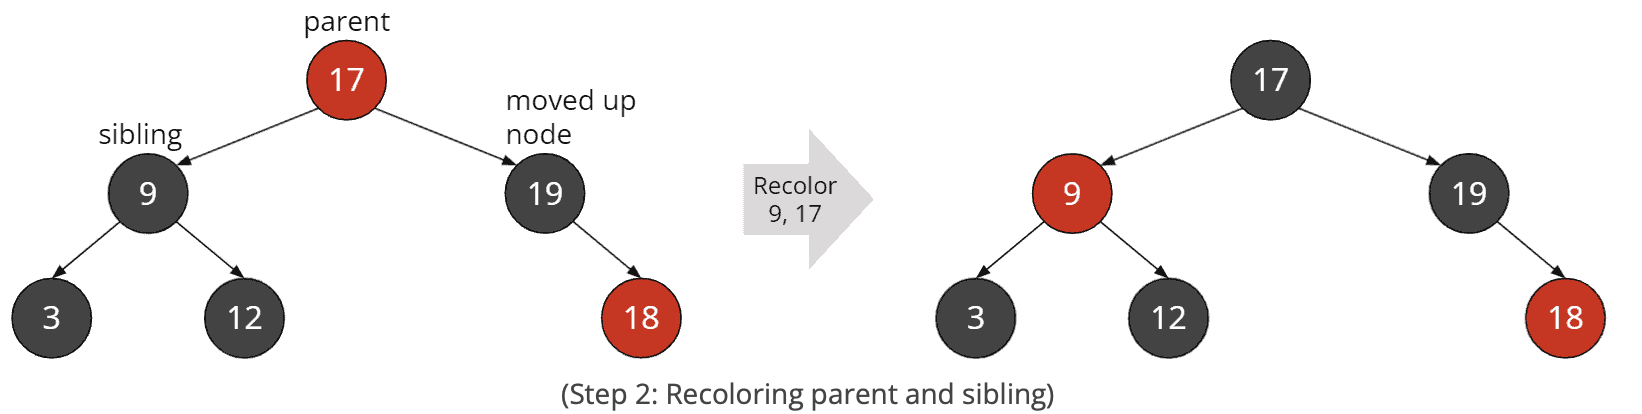 parent
17
moved up
node
sibling
9
19
3
12
18
Recolor
9, 17
17
9
19
3
12
18
(Step 2: Recoloring parent and sibling)